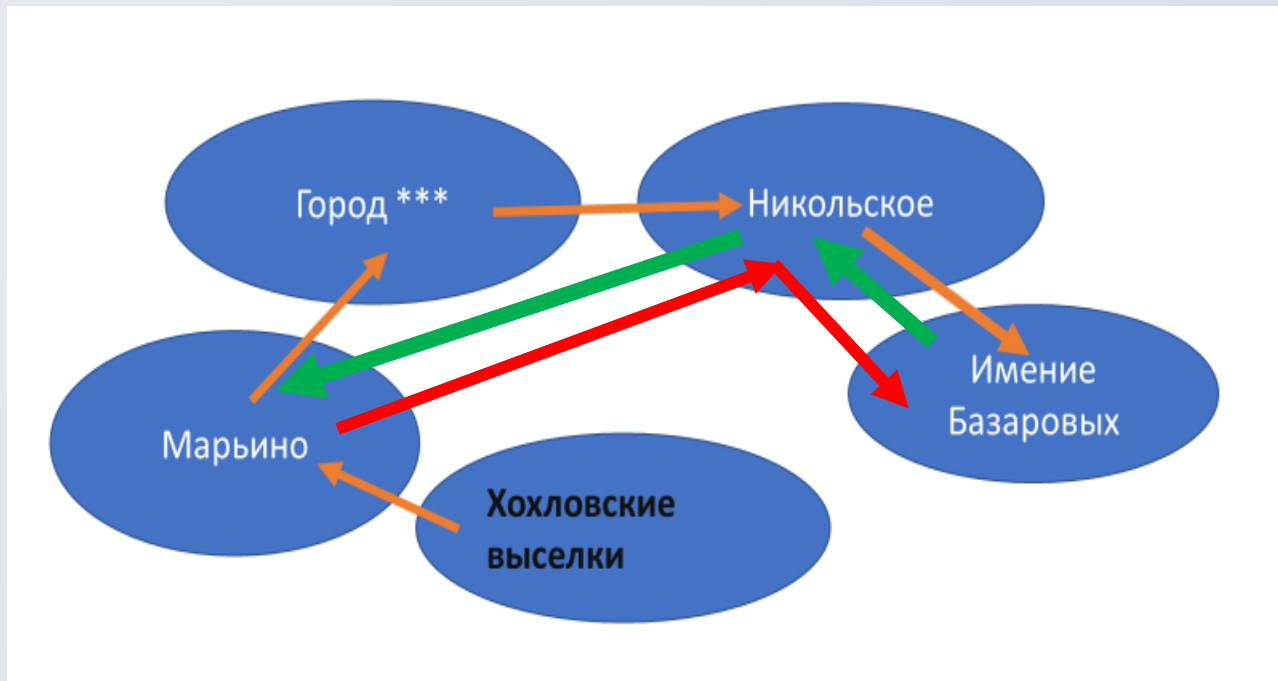 Город ***
Никольское
Имение
Базаровых
Марьино
Хохловские
выселки